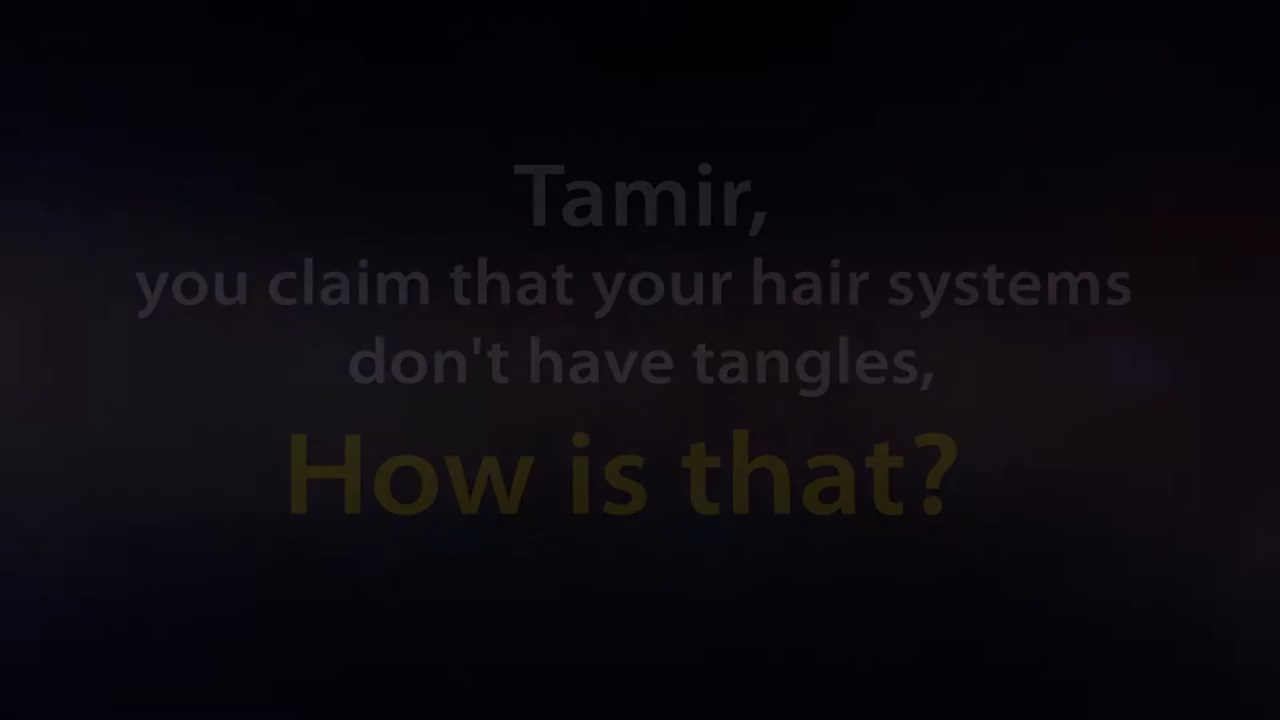 Tamir,
you claim that your hair systems
don't have tangles,
How is that?